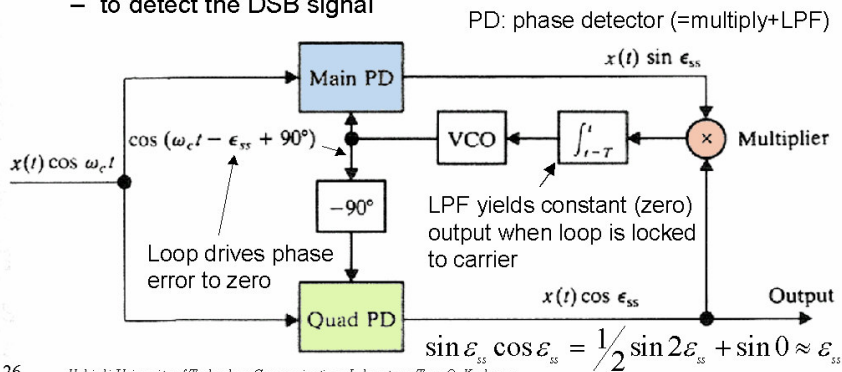 – to detect the DSB signal
PD: phase detector (=multiply+LPF)
Main PD
x(t) sin ϵss
cos (ωct − ϵss + 90°)
VCO
∫ t t−T
×
Multiplier
x(t) cos ωct
−90°
LPF yields constant (zero)
output when loop is locked
to carrier
Loop drives phase
error to zero
x(t) cos ϵss
Output
Quad PD
sin εss cos εss = 1/2 sin 2εss + sin 0 ≈ εss
26